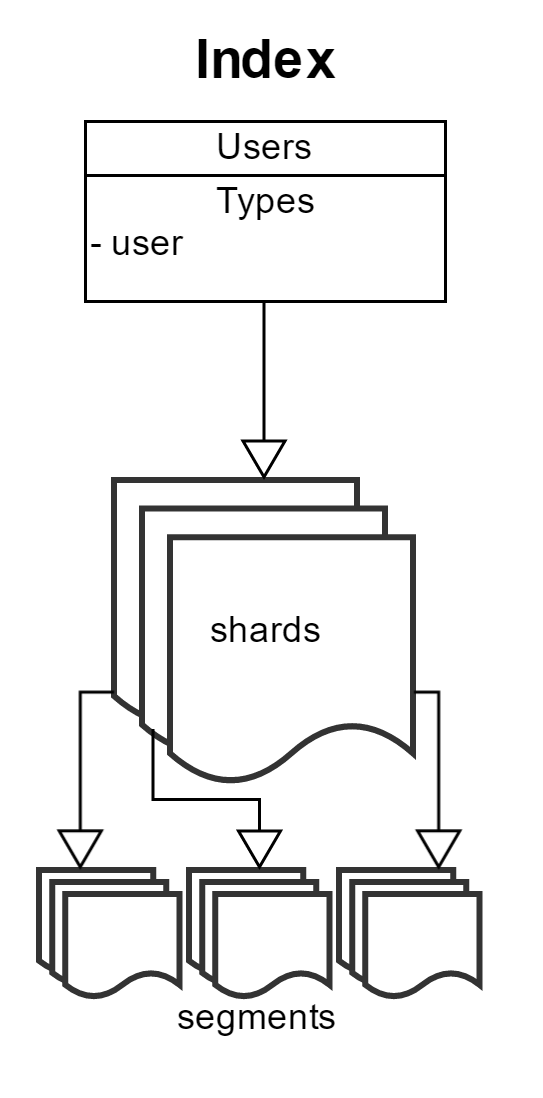 Index
Users
Types
- user
shards
segments